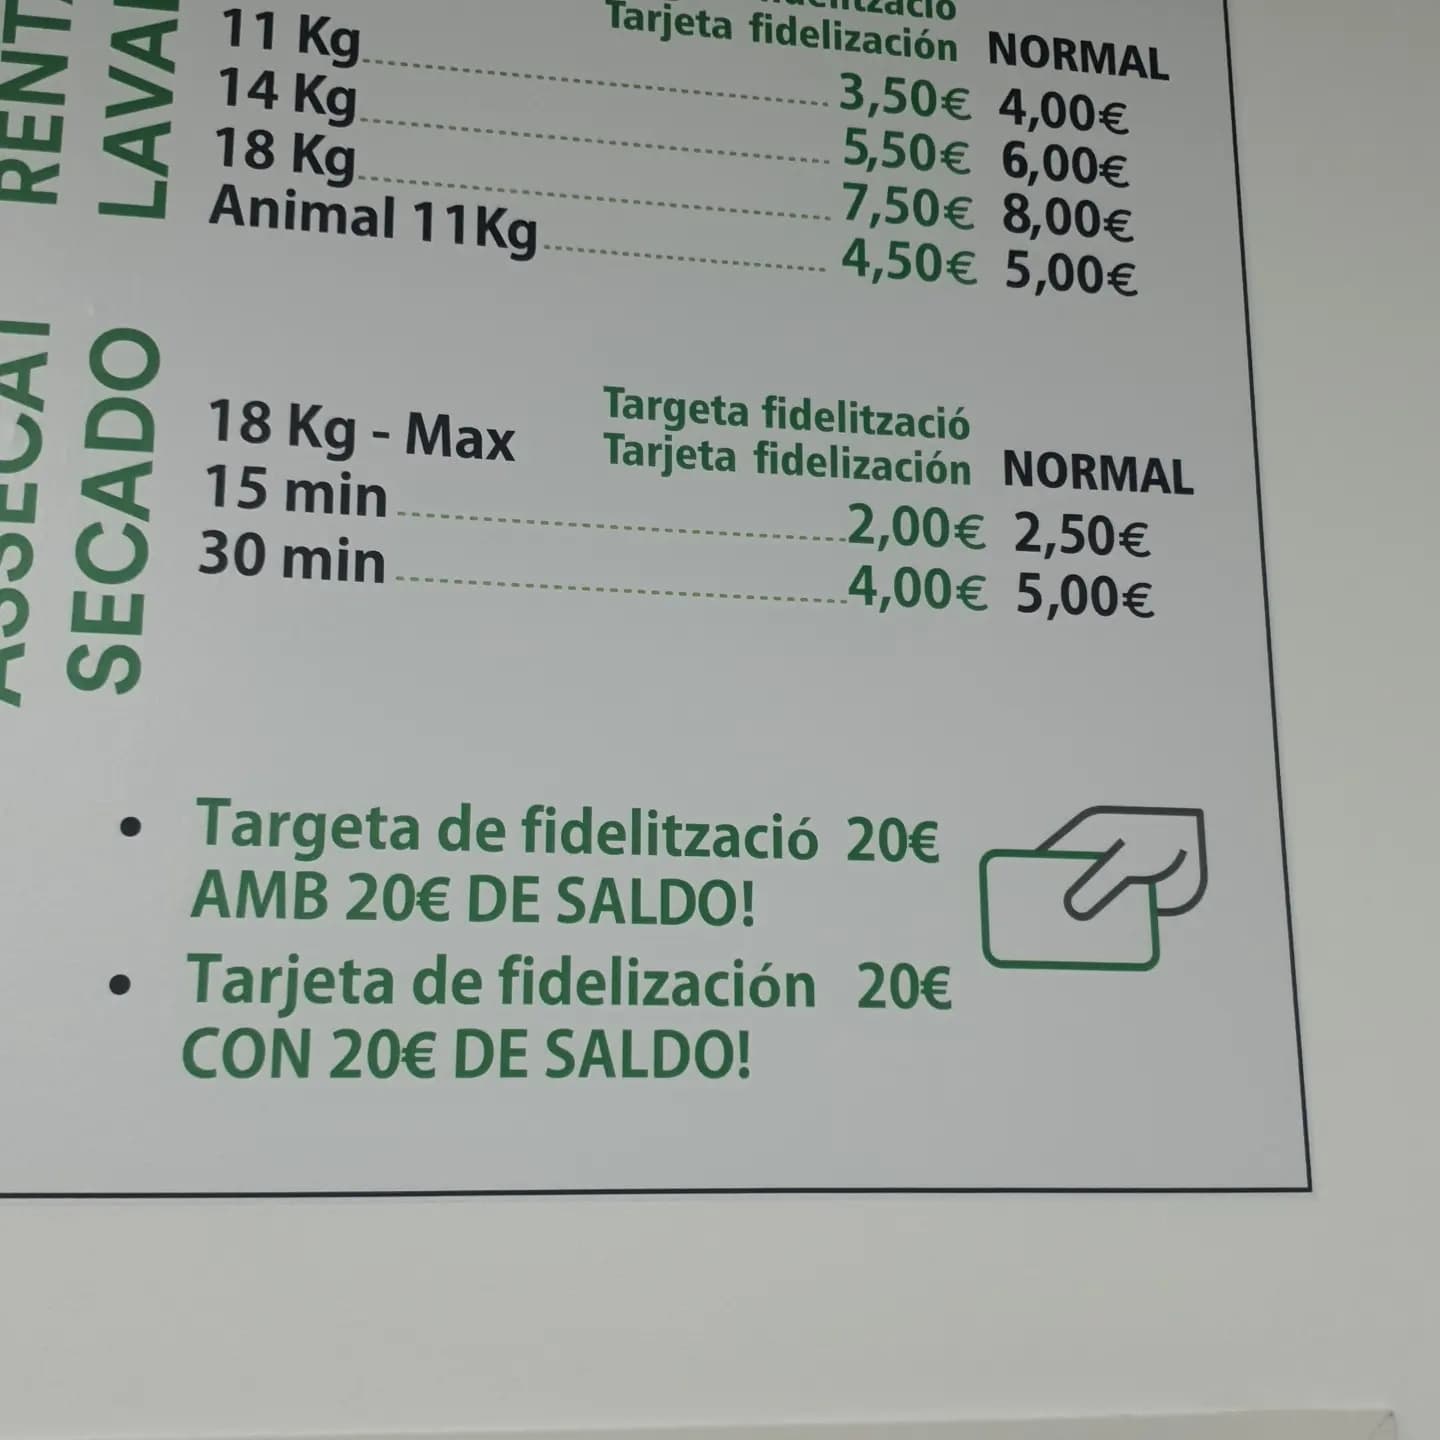 Tarjeta fidelización NORMAL
11 Kg 3,50€ 4,00€
14 Kg 5,50€ 6,00€
18 Kg 7,50€ 8,00€
Animal 11Kg 4,50€ 5,00€
SECADO
Targeta fidelització
18 Kg - Max Tarjeta fidelización NORMAL
15 min 2,00€ 2,50€
30 min 4,00€ 5,00€
• Targeta de fidelització 20€
AMB 20€ DE SALDO!
• Tarjeta de fidelización 20€
CON 20€ DE SALDO!